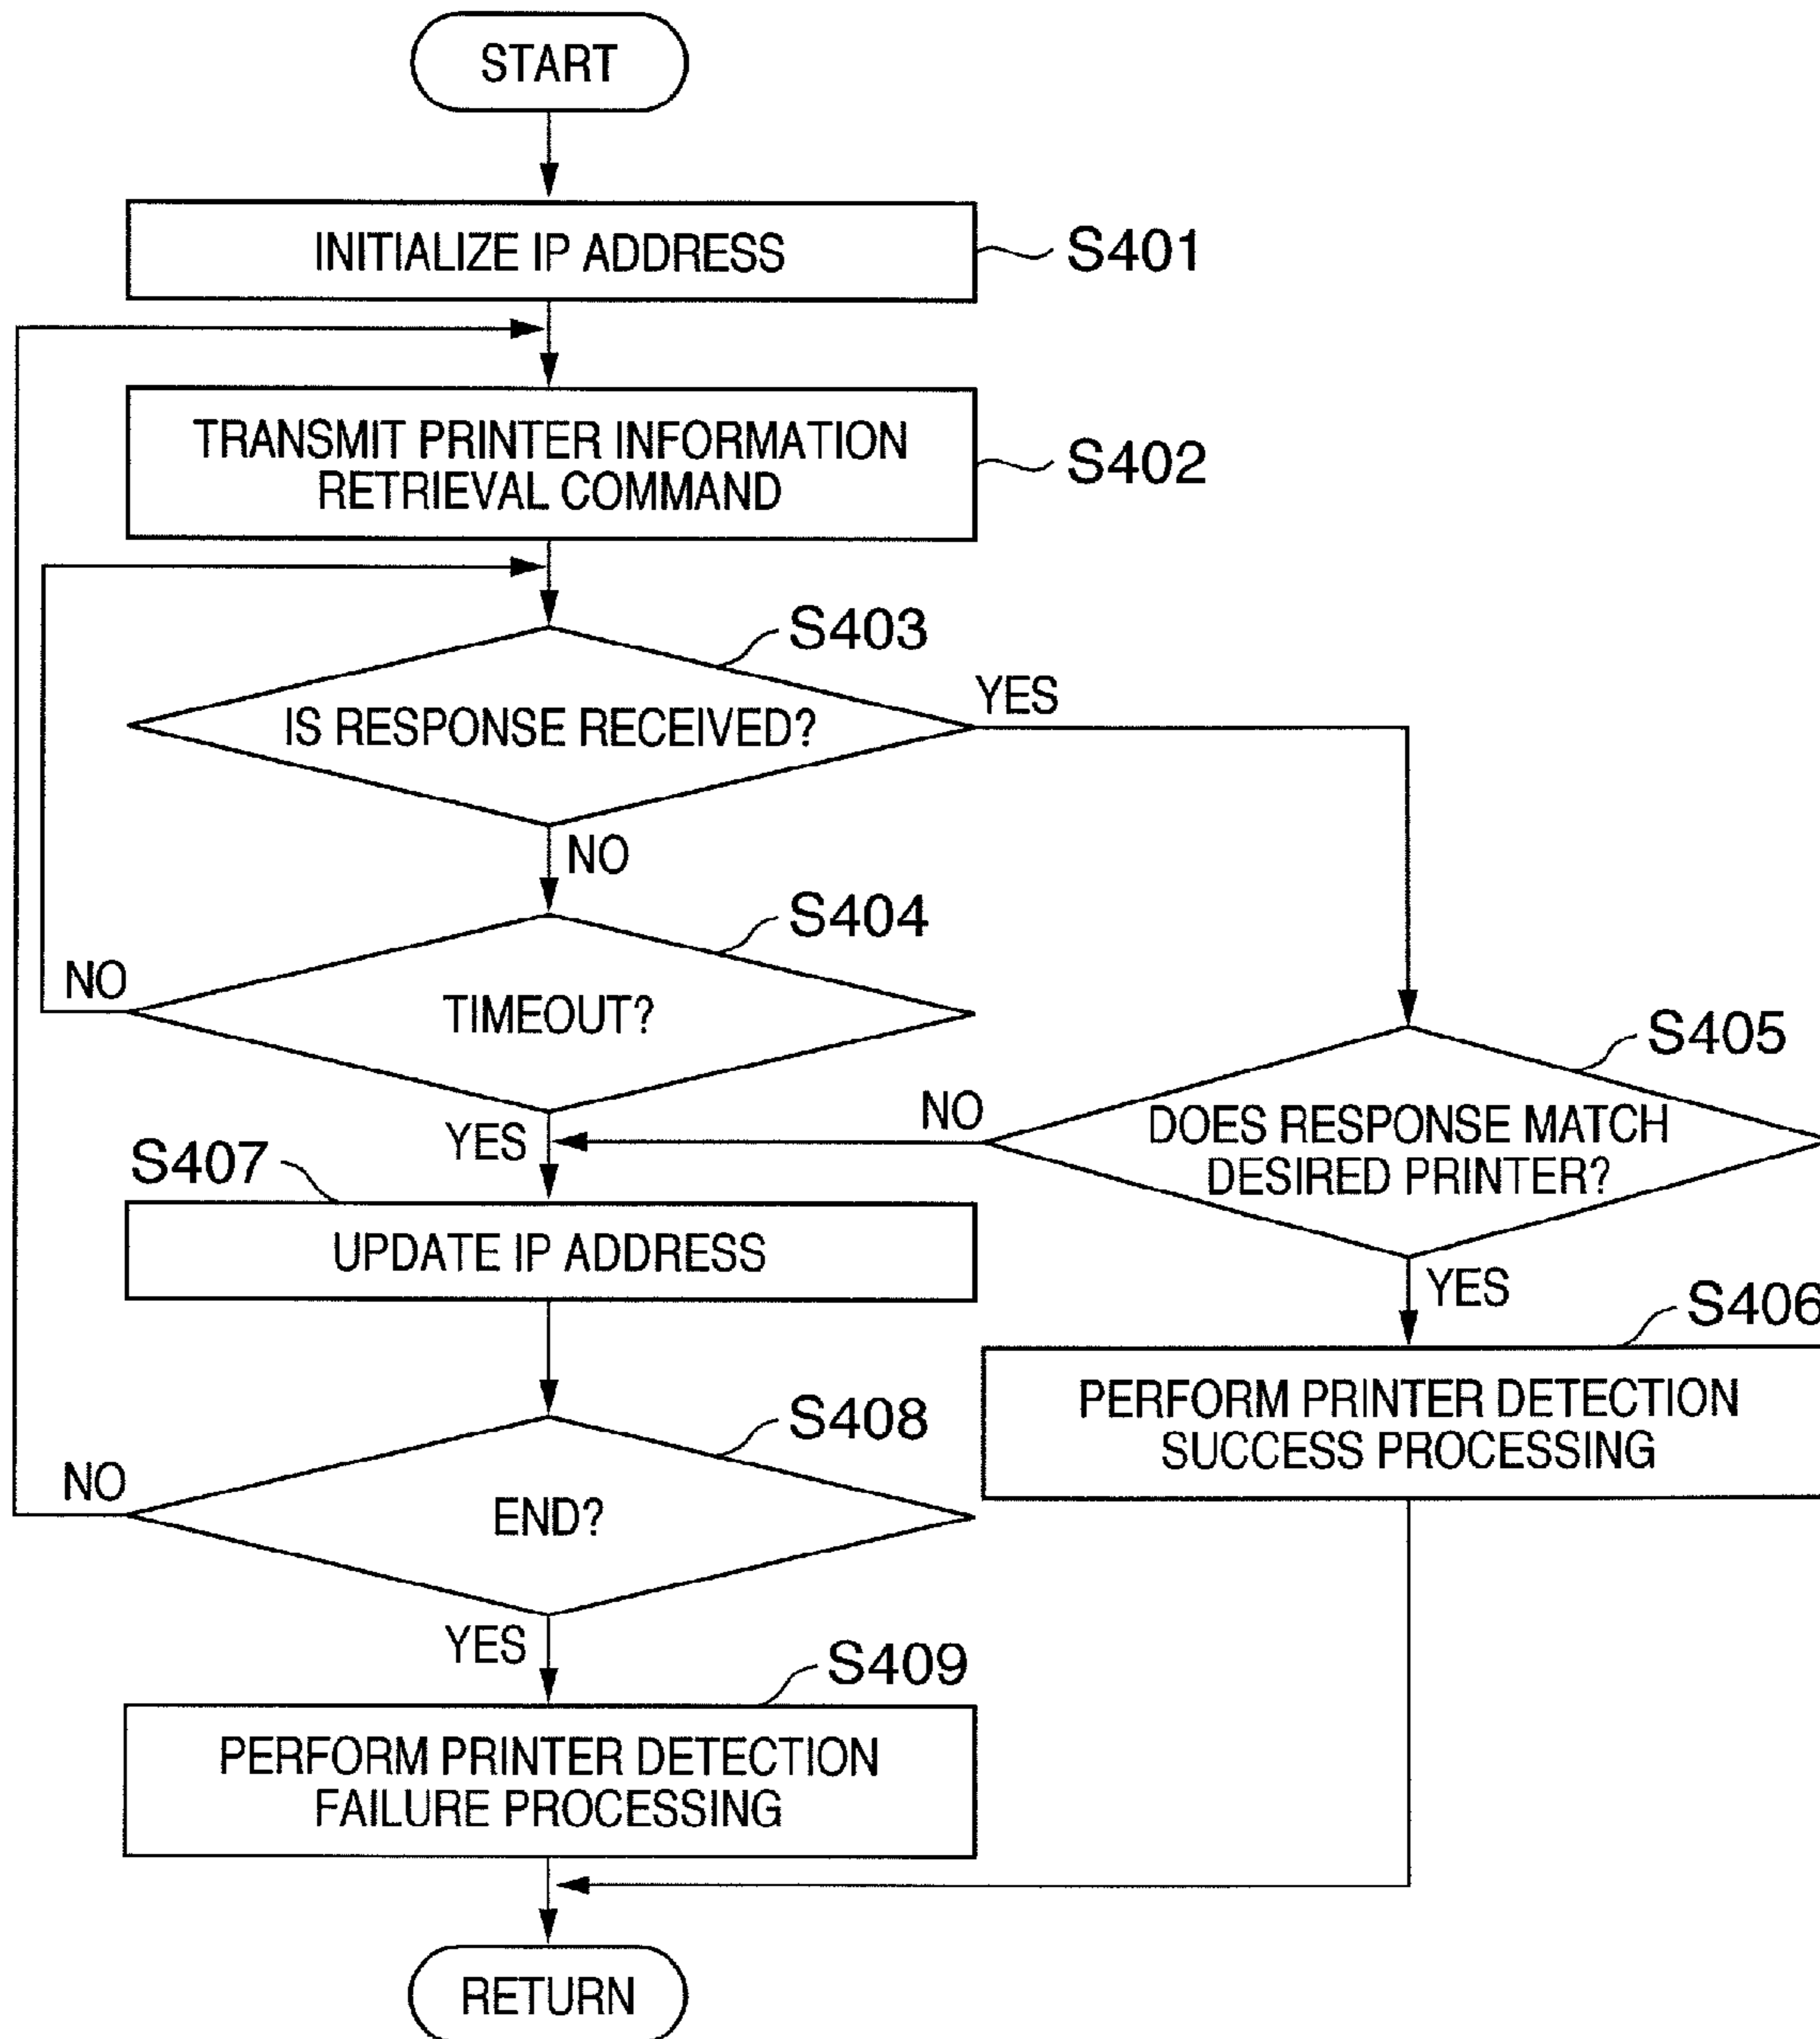 START
INITIALIZE IP ADDRESS
S401
TRANSMIT PRINTER INFORMATION
RETRIEVAL COMMAND
S402
S403
IS RESPONSE RECEIVED?
YES
NO
S404
TIMEOUT?
NO
YES
S405
DOES RESPONSE MATCH
DESIRED PRINTER?
NO
YES
S407
UPDATE IP ADDRESS
S406
PERFORM PRINTER DETECTION
SUCCESS PROCESSING
S408
END?
NO
YES
S409
PERFORM PRINTER DETECTION
FAILURE PROCESSING
RETURN